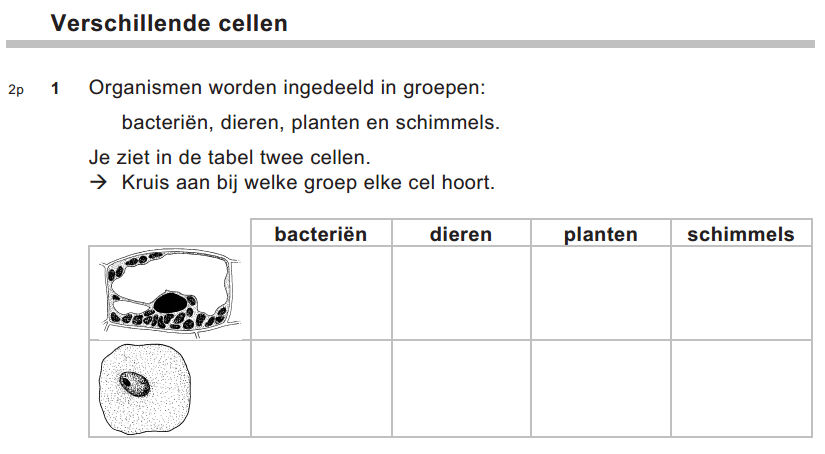 Verschillende cellen
2p 1 Organismen worden ingedeeld in groepen:
bacteriën, dieren, planten en schimmels.
Je ziet in de tabel twee cellen.
→ Kruis aan bij welke groep elke cel hoort.
bacteriën dieren planten schimmels